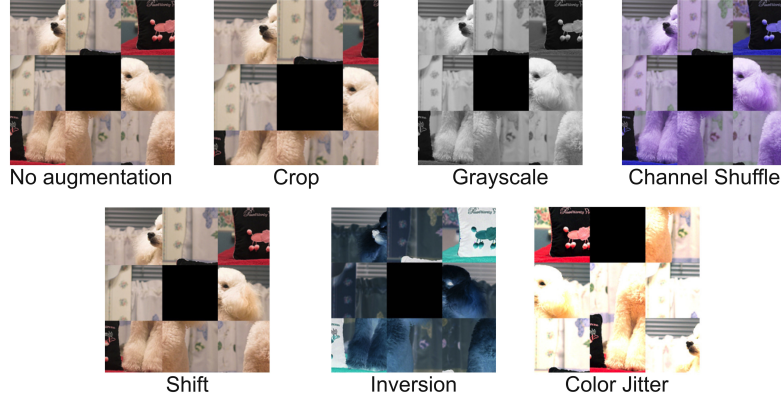 No augmentation
Crop
Grayscale
Channel Shuffle
Shift
Inversion
Color Jitter